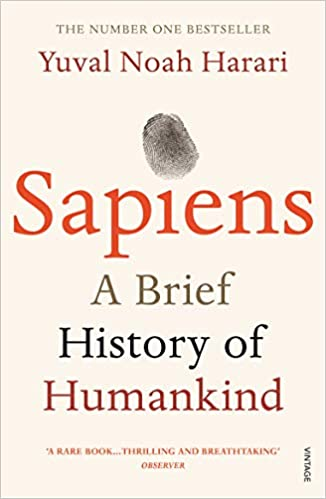 THE NUMBER ONE BESTSELLER
Yuval Noah Harari
Sapiens
A Brief
History of
Humankind
‘A RARE BOOK...THRILLING AND BREATHTAKING’
OBSERVER
VINTAGE